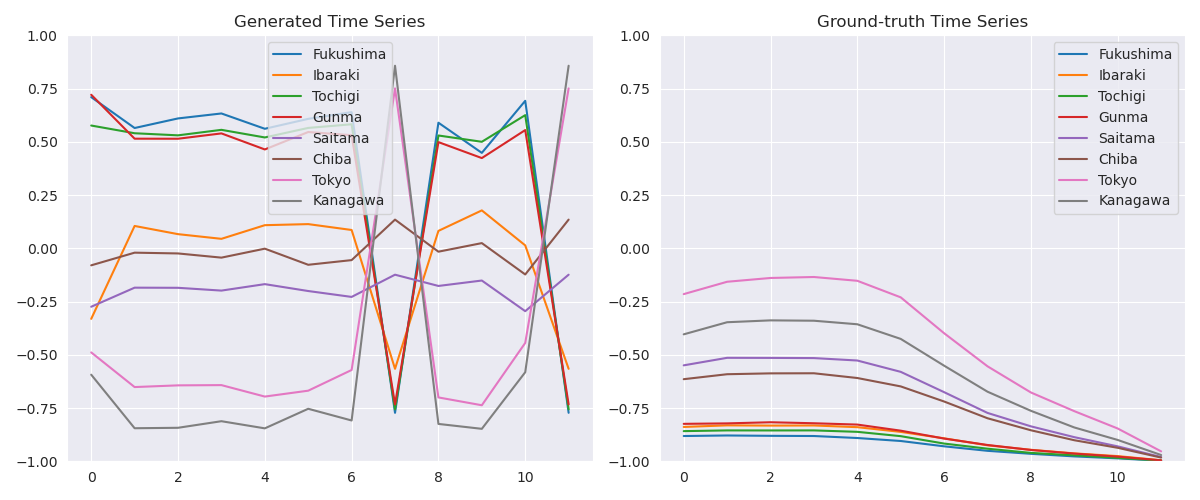 Generated Time Series
1.00
0.75
0.50
0.25
0.00
−0.25
−0.50
−0.75
−1.00
0 2 4 6 8 10
Fukushima
Ibaraki
Tochigi
Gunma
Saitama
Chiba
Tokyo
Kanagawa
Ground-truth Time Series
1.00
0.75
0.50
0.25
0.00
−0.25
−0.50
−0.75
−1.00
0 2 4 6 8 10
Fukushima
Ibaraki
Tochigi
Gunma
Saitama
Chiba
Tokyo
Kanagawa